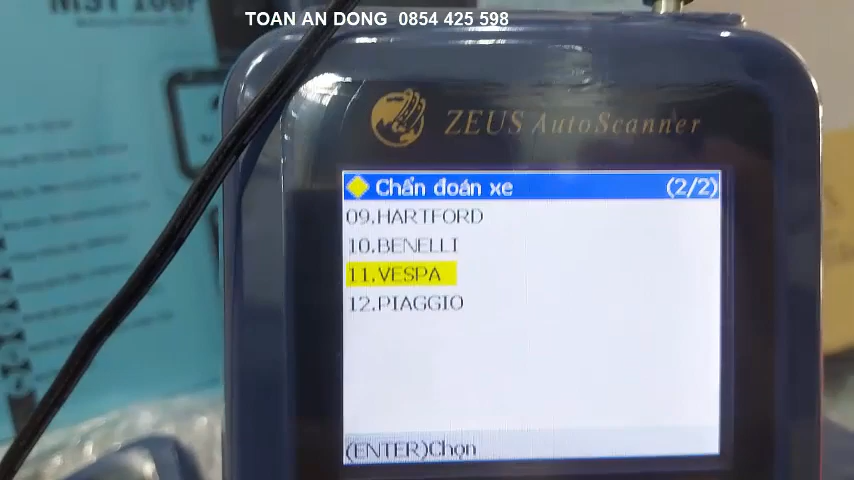 TOAN AN DONG 0854 425 598
ZEUS AutoScanner
Chẩn đoán xe (2/2)
09.HARTFORD
10.BENELLI
11.VESPA
12.PIAGGIO
(ENTER)Chọn